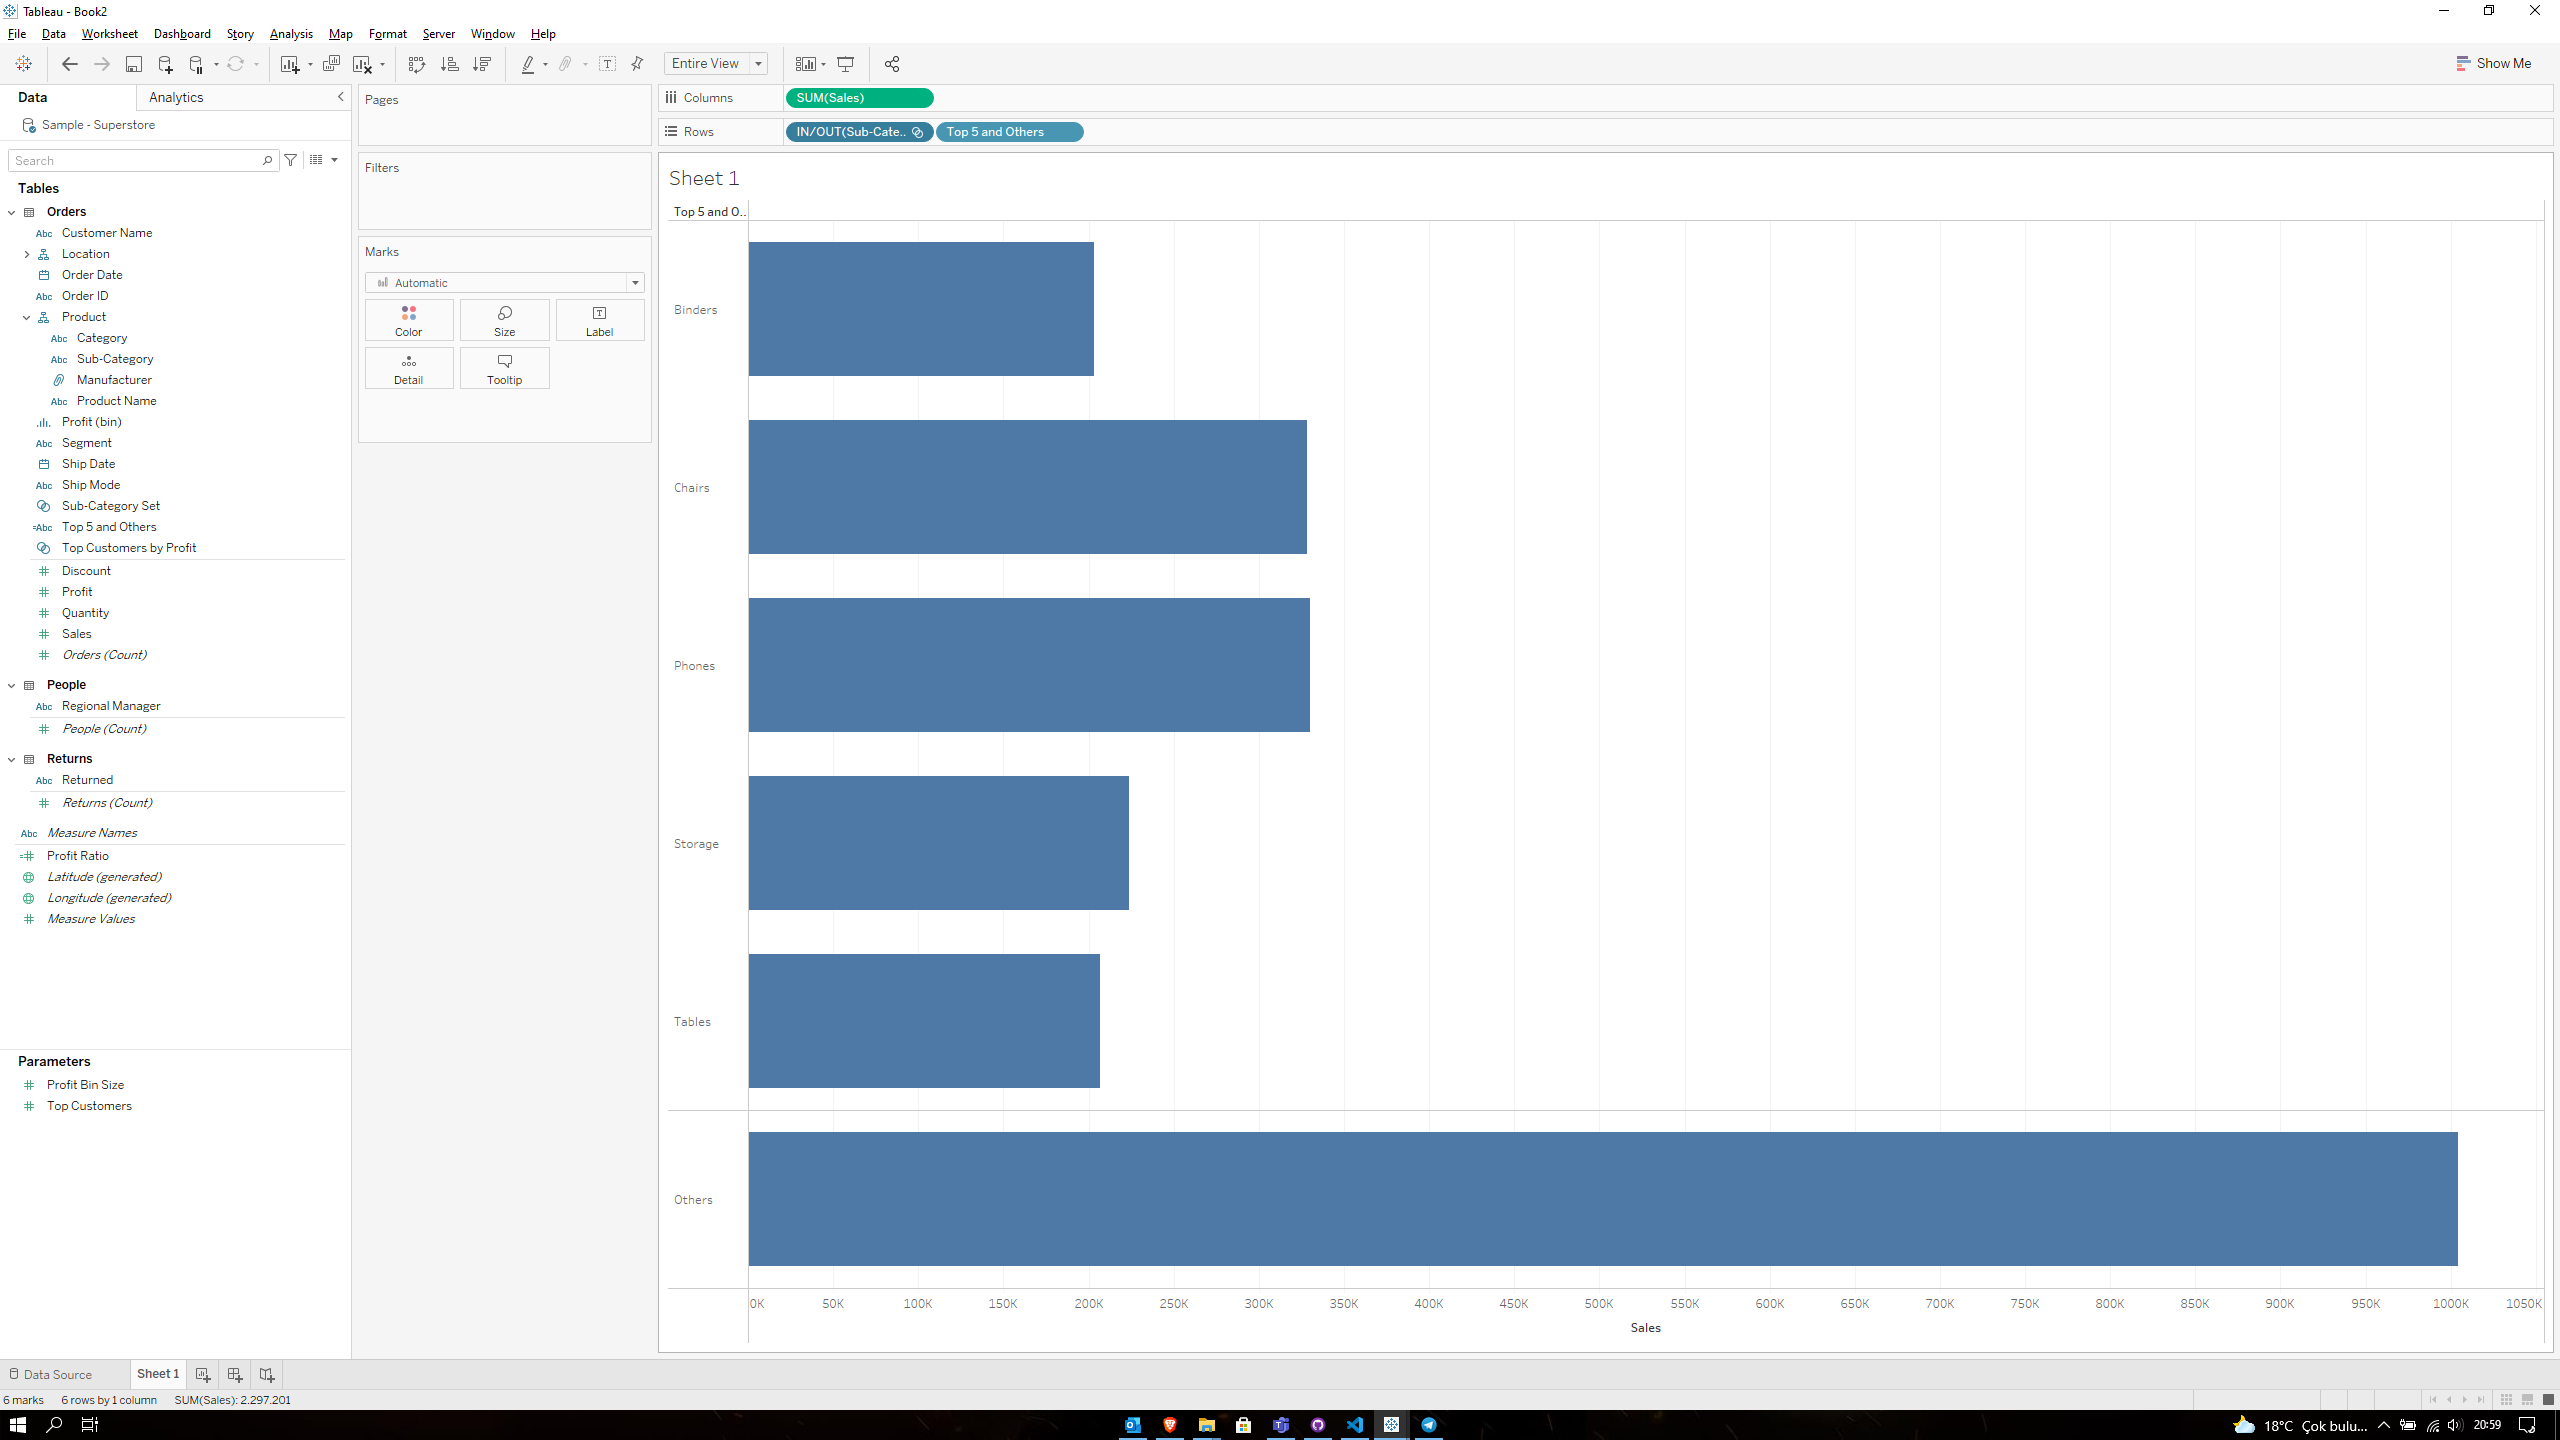 Tableau - Book2
File Data Worksheet Dashboard Story Analysis Map Format Server Window Help
Entire View
Show Me
Data Analytics
Sample - Superstore
Search
Tables
Orders
Abc Customer Name
Location
Order Date
Abc Order ID
Product
Abc Category
Abc Sub-Category
Manufacturer
Abc Product Name
Profit (bin)
Abc Segment
Ship Date
Abc Ship Mode
Sub-Category Set
=Abc Top 5 and Others
Top Customers by Profit
# Discount
# Profit
# Quantity
# Sales
# Orders (Count)
People
Abc Regional Manager
# People (Count)
Returns
Abc Returned
# Returns (Count)
Abc Measure Names
=# Profit Ratio
Latitude (generated)
Longitude (generated)
# Measure Values
Parameters
# Profit Bin Size
# Top Customers
Pages
Filters
Marks
Automatic
Color Size Label
Detail Tooltip
Columns SUM(Sales)
Rows IN/OUT(Sub-Cate.. Top 5 and Others
Sheet 1
Top 5 and O..
Binders
Chairs
Phones
Storage
Tables
Others
0K 50K 100K 150K 200K 250K 300K 350K 400K 450K 500K 550K 600K 650K 700K 750K 800K 850K 900K 950K 1000K 1050K
Sales
Data Source Sheet 1
6 marks 6 rows by 1 column SUM(Sales): 2.297.201
18°C Çok bulu... 20:59